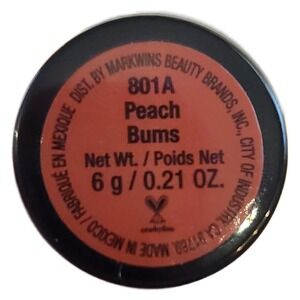 DIST. BY MARKWINS BEAUTY BRANDS, INC., CITY OF INDUSTRY, CA 91789. MADE IN MEXICO / FABRIQUÉ EN MEXIQUE
801A
Peach
Bums
Net Wt. / Poids Net
6 g / 0.21 OZ.
crueltyfree